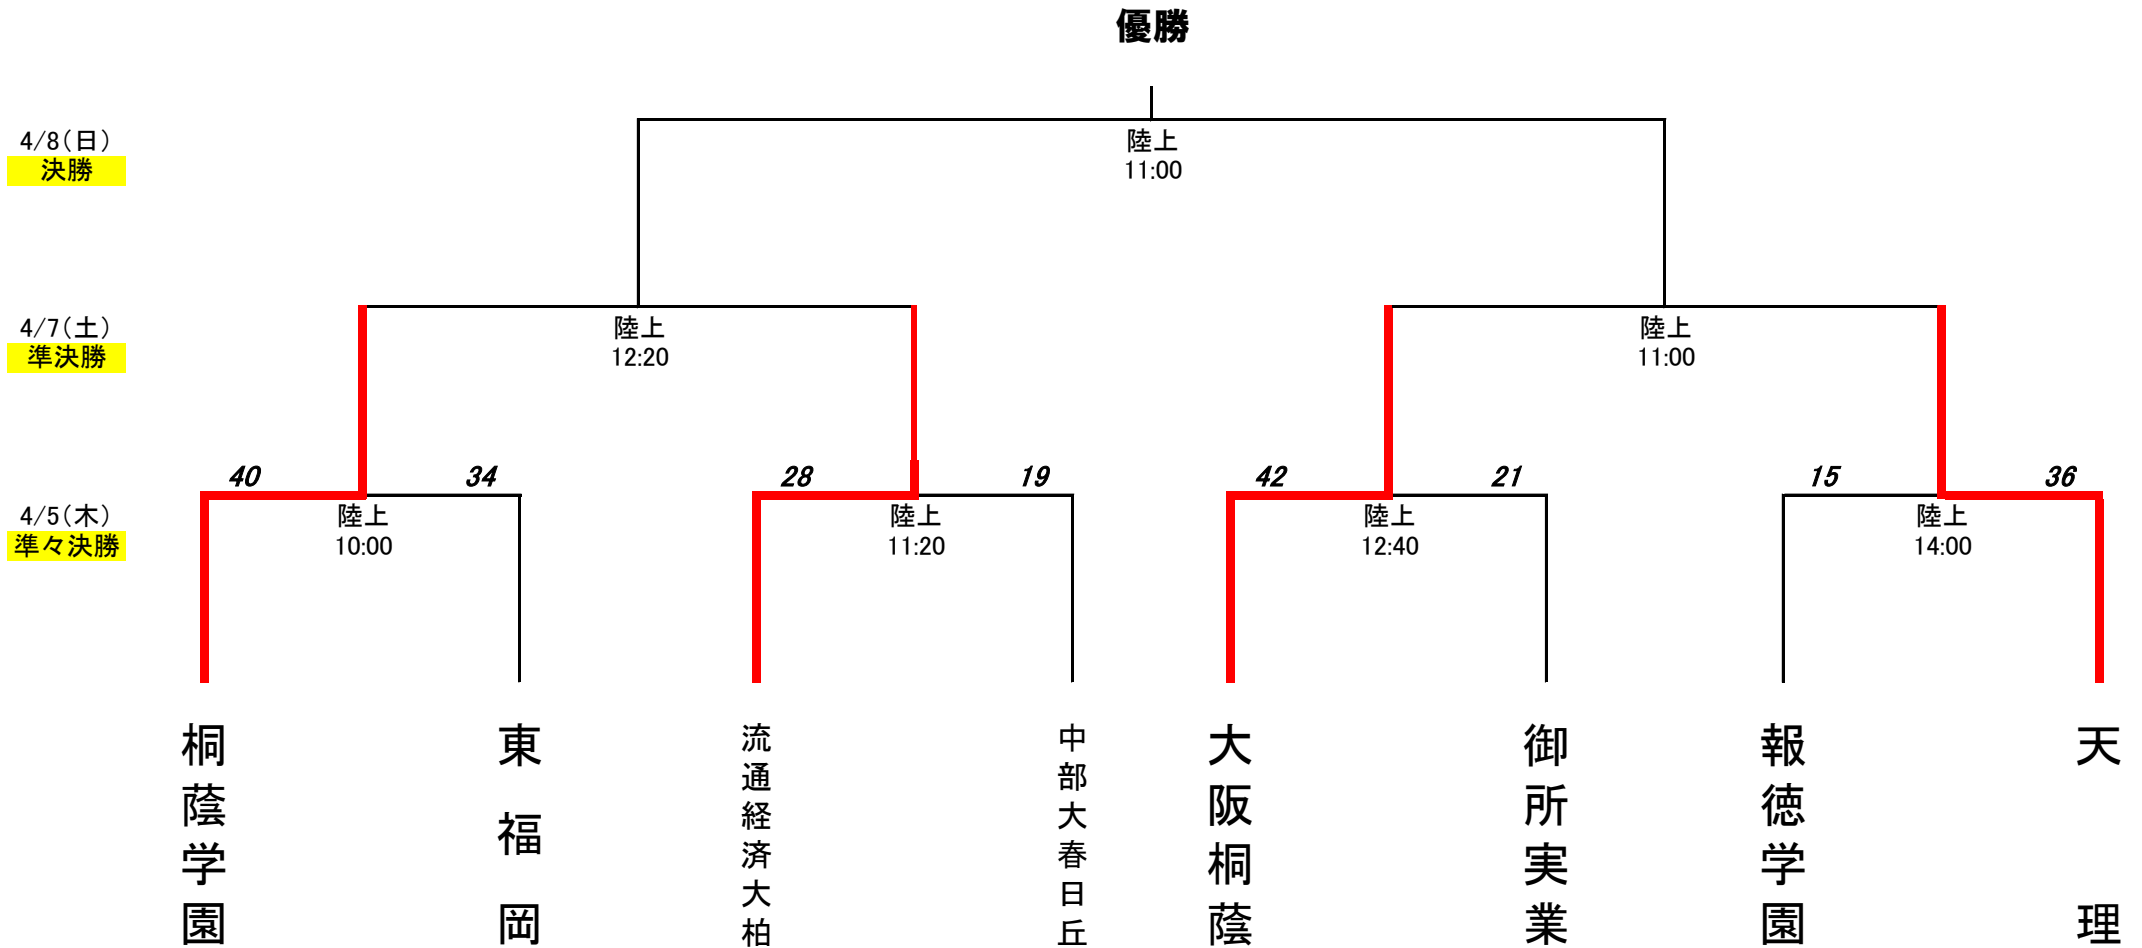 優勝
4/8(日)
決勝
陸上
11:00
4/7(土)
準決勝
陸上
12:20
陸上
11:00
40
34
28
19
42
21
15
36
4/5(木)
準々決勝
陸上
10:00
陸上
11:20
陸上
12:40
陸上
14:00
桐蔭学園
東福岡
流通経済大柏
中部大春日丘
大阪桐蔭
御所実業
報徳学園
天理